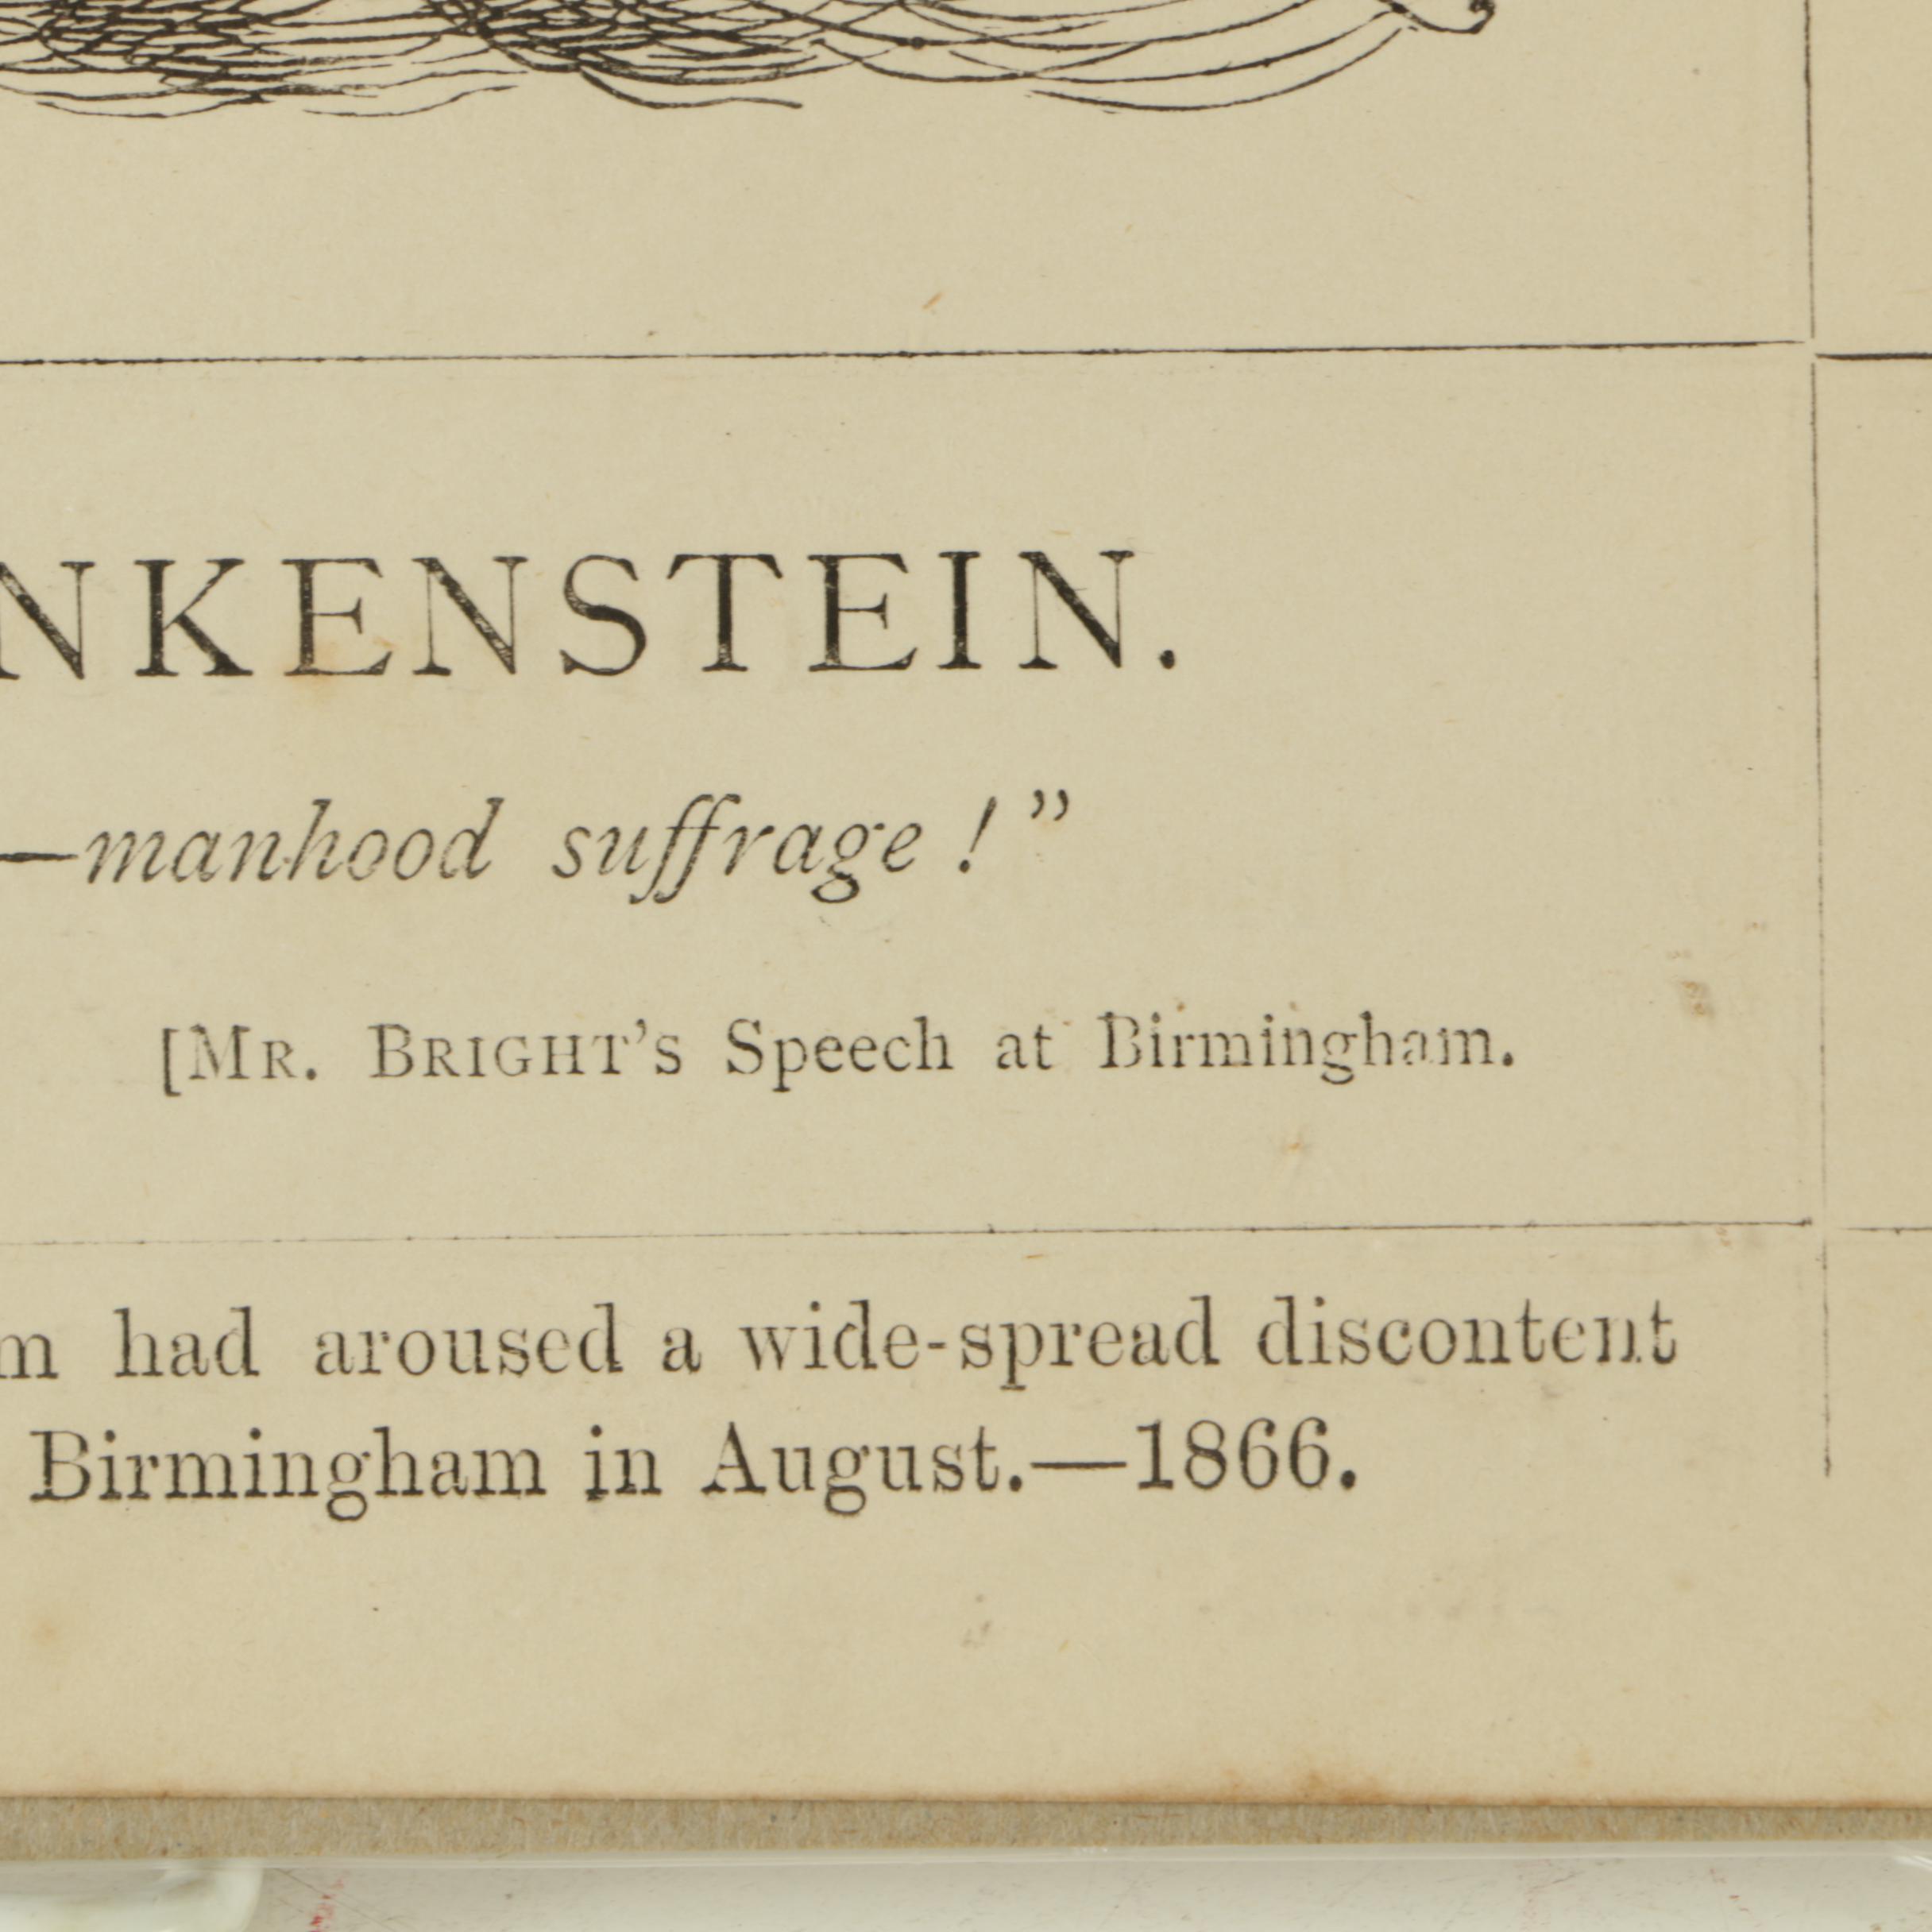 NKENSTEIN.
—manhood suffrage!”
[MR. BRIGHT’S Speech at Birmingham.
m had aroused a wide-spread discontent
Birmingham in August.—1866.